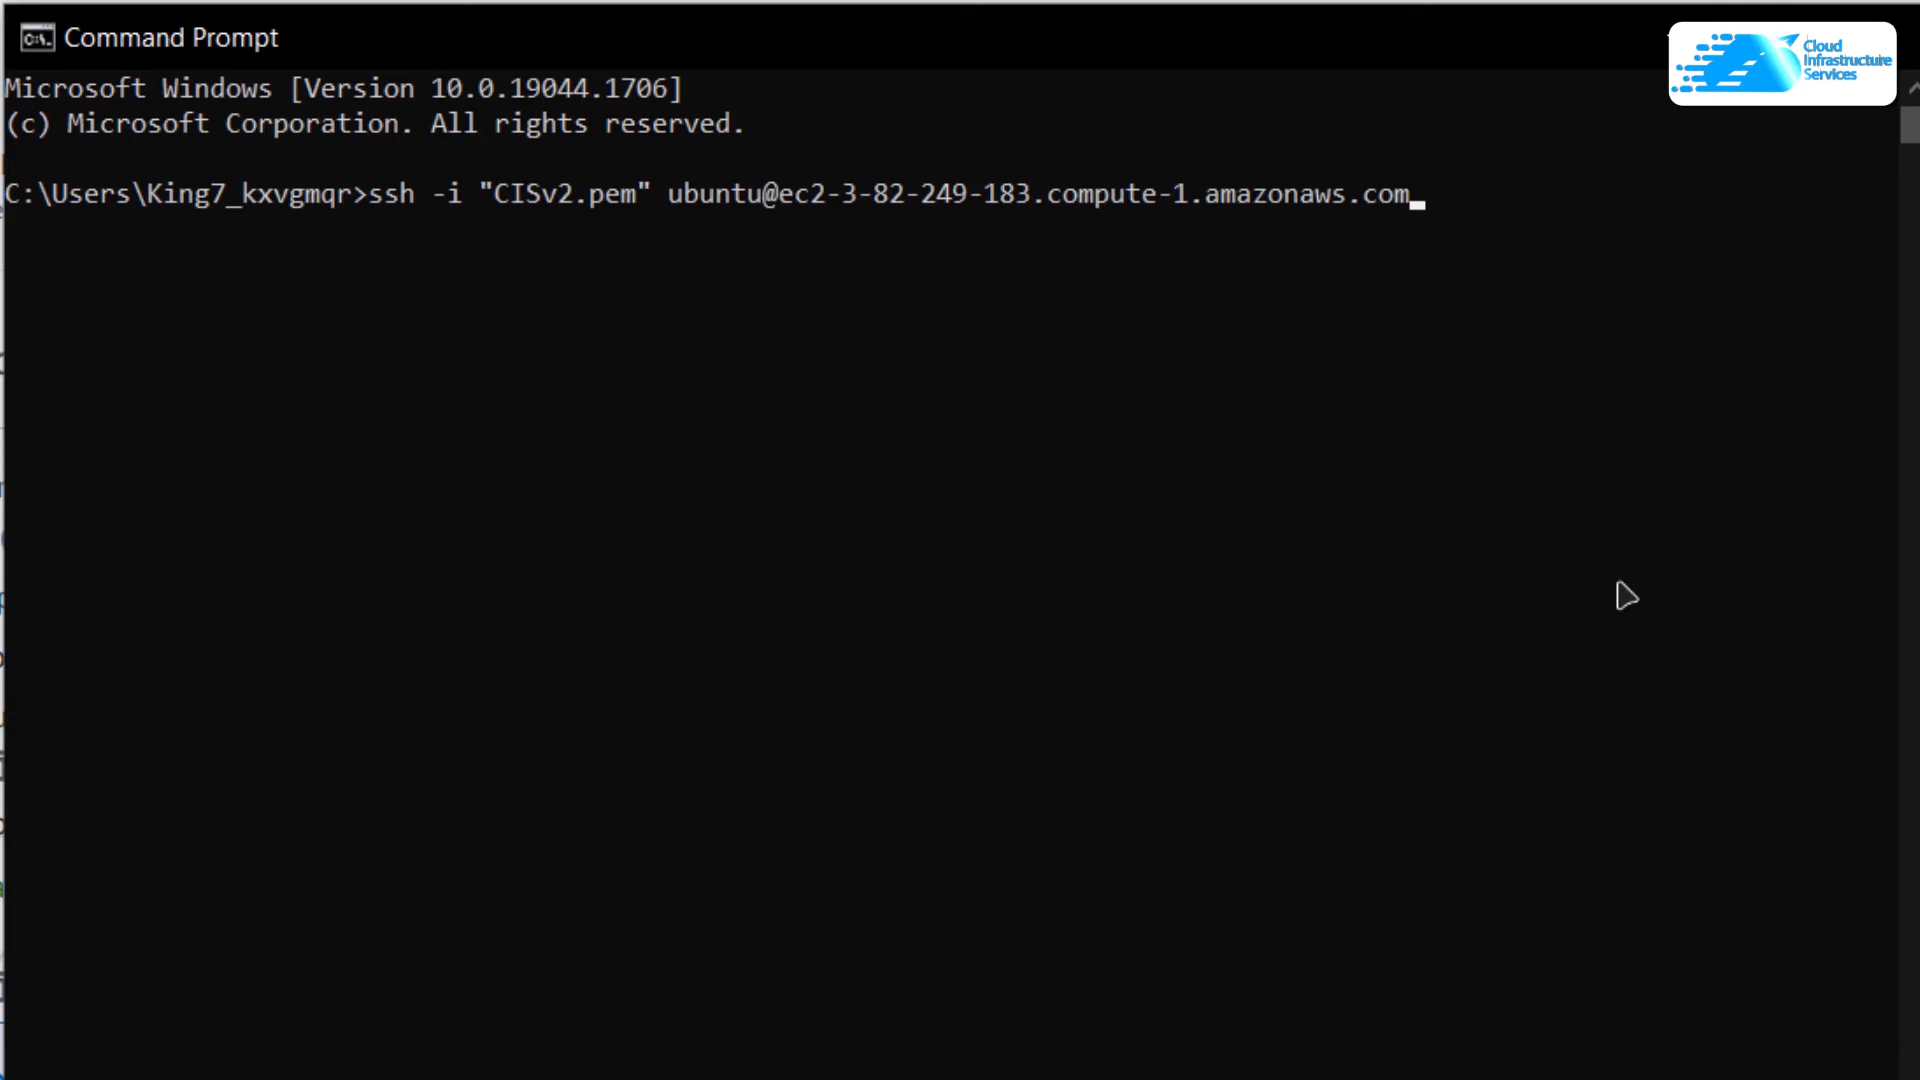 Command Prompt
Cloud
Infrastructure
Services
Microsoft Windows [Version 10.0.19044.1706]
(c) Microsoft Corporation. All rights reserved.
C:\Users\King7_kxvgmqr>ssh -i "CISv2.pem" ubuntu@ec2-3-82-249-183.compute-1.amazonaws.com